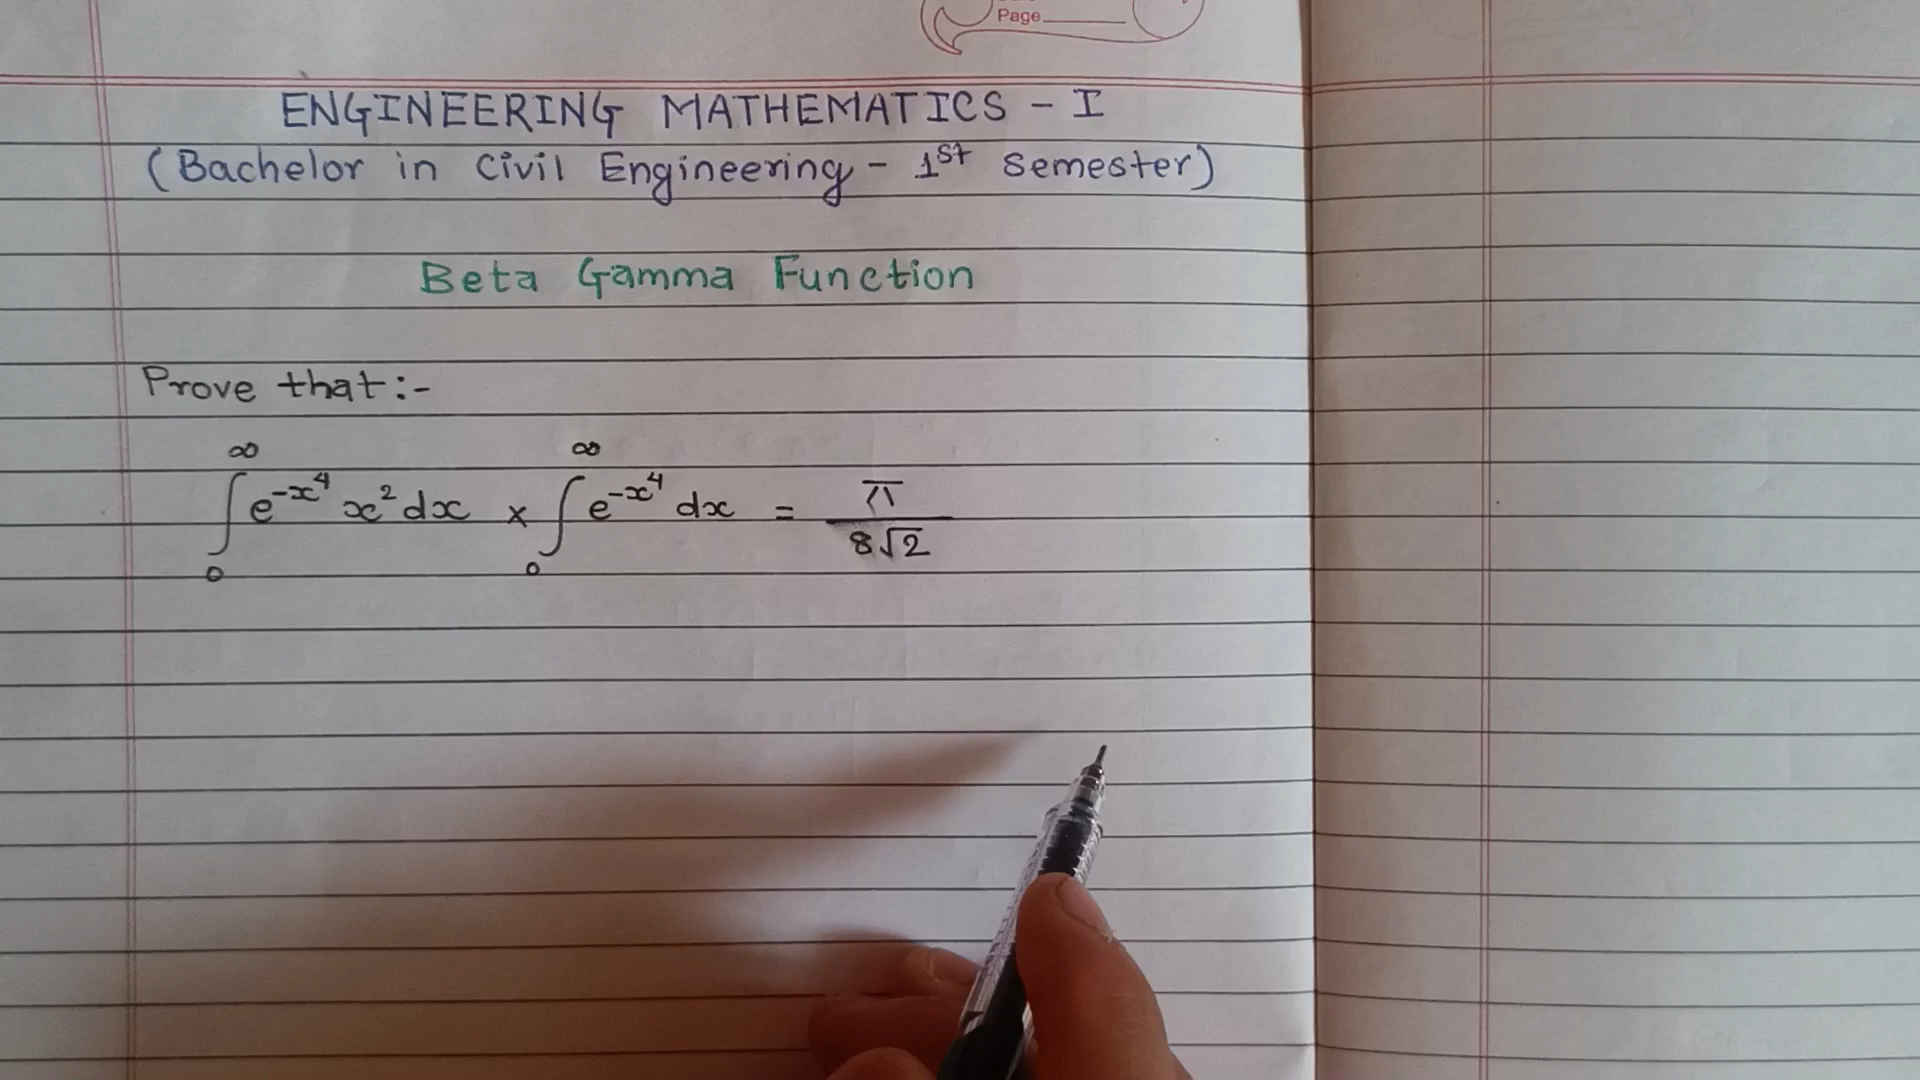 Page
ENGINEERING MATHEMATICS - I
(Bachelor in Civil Engineering - 1st semester)
Beta Gamma Function
Prove that:-
∫₀^∞ e^{-x⁴} x² dx × ∫₀^∞ e^{-x⁴} dx = π / 8√2